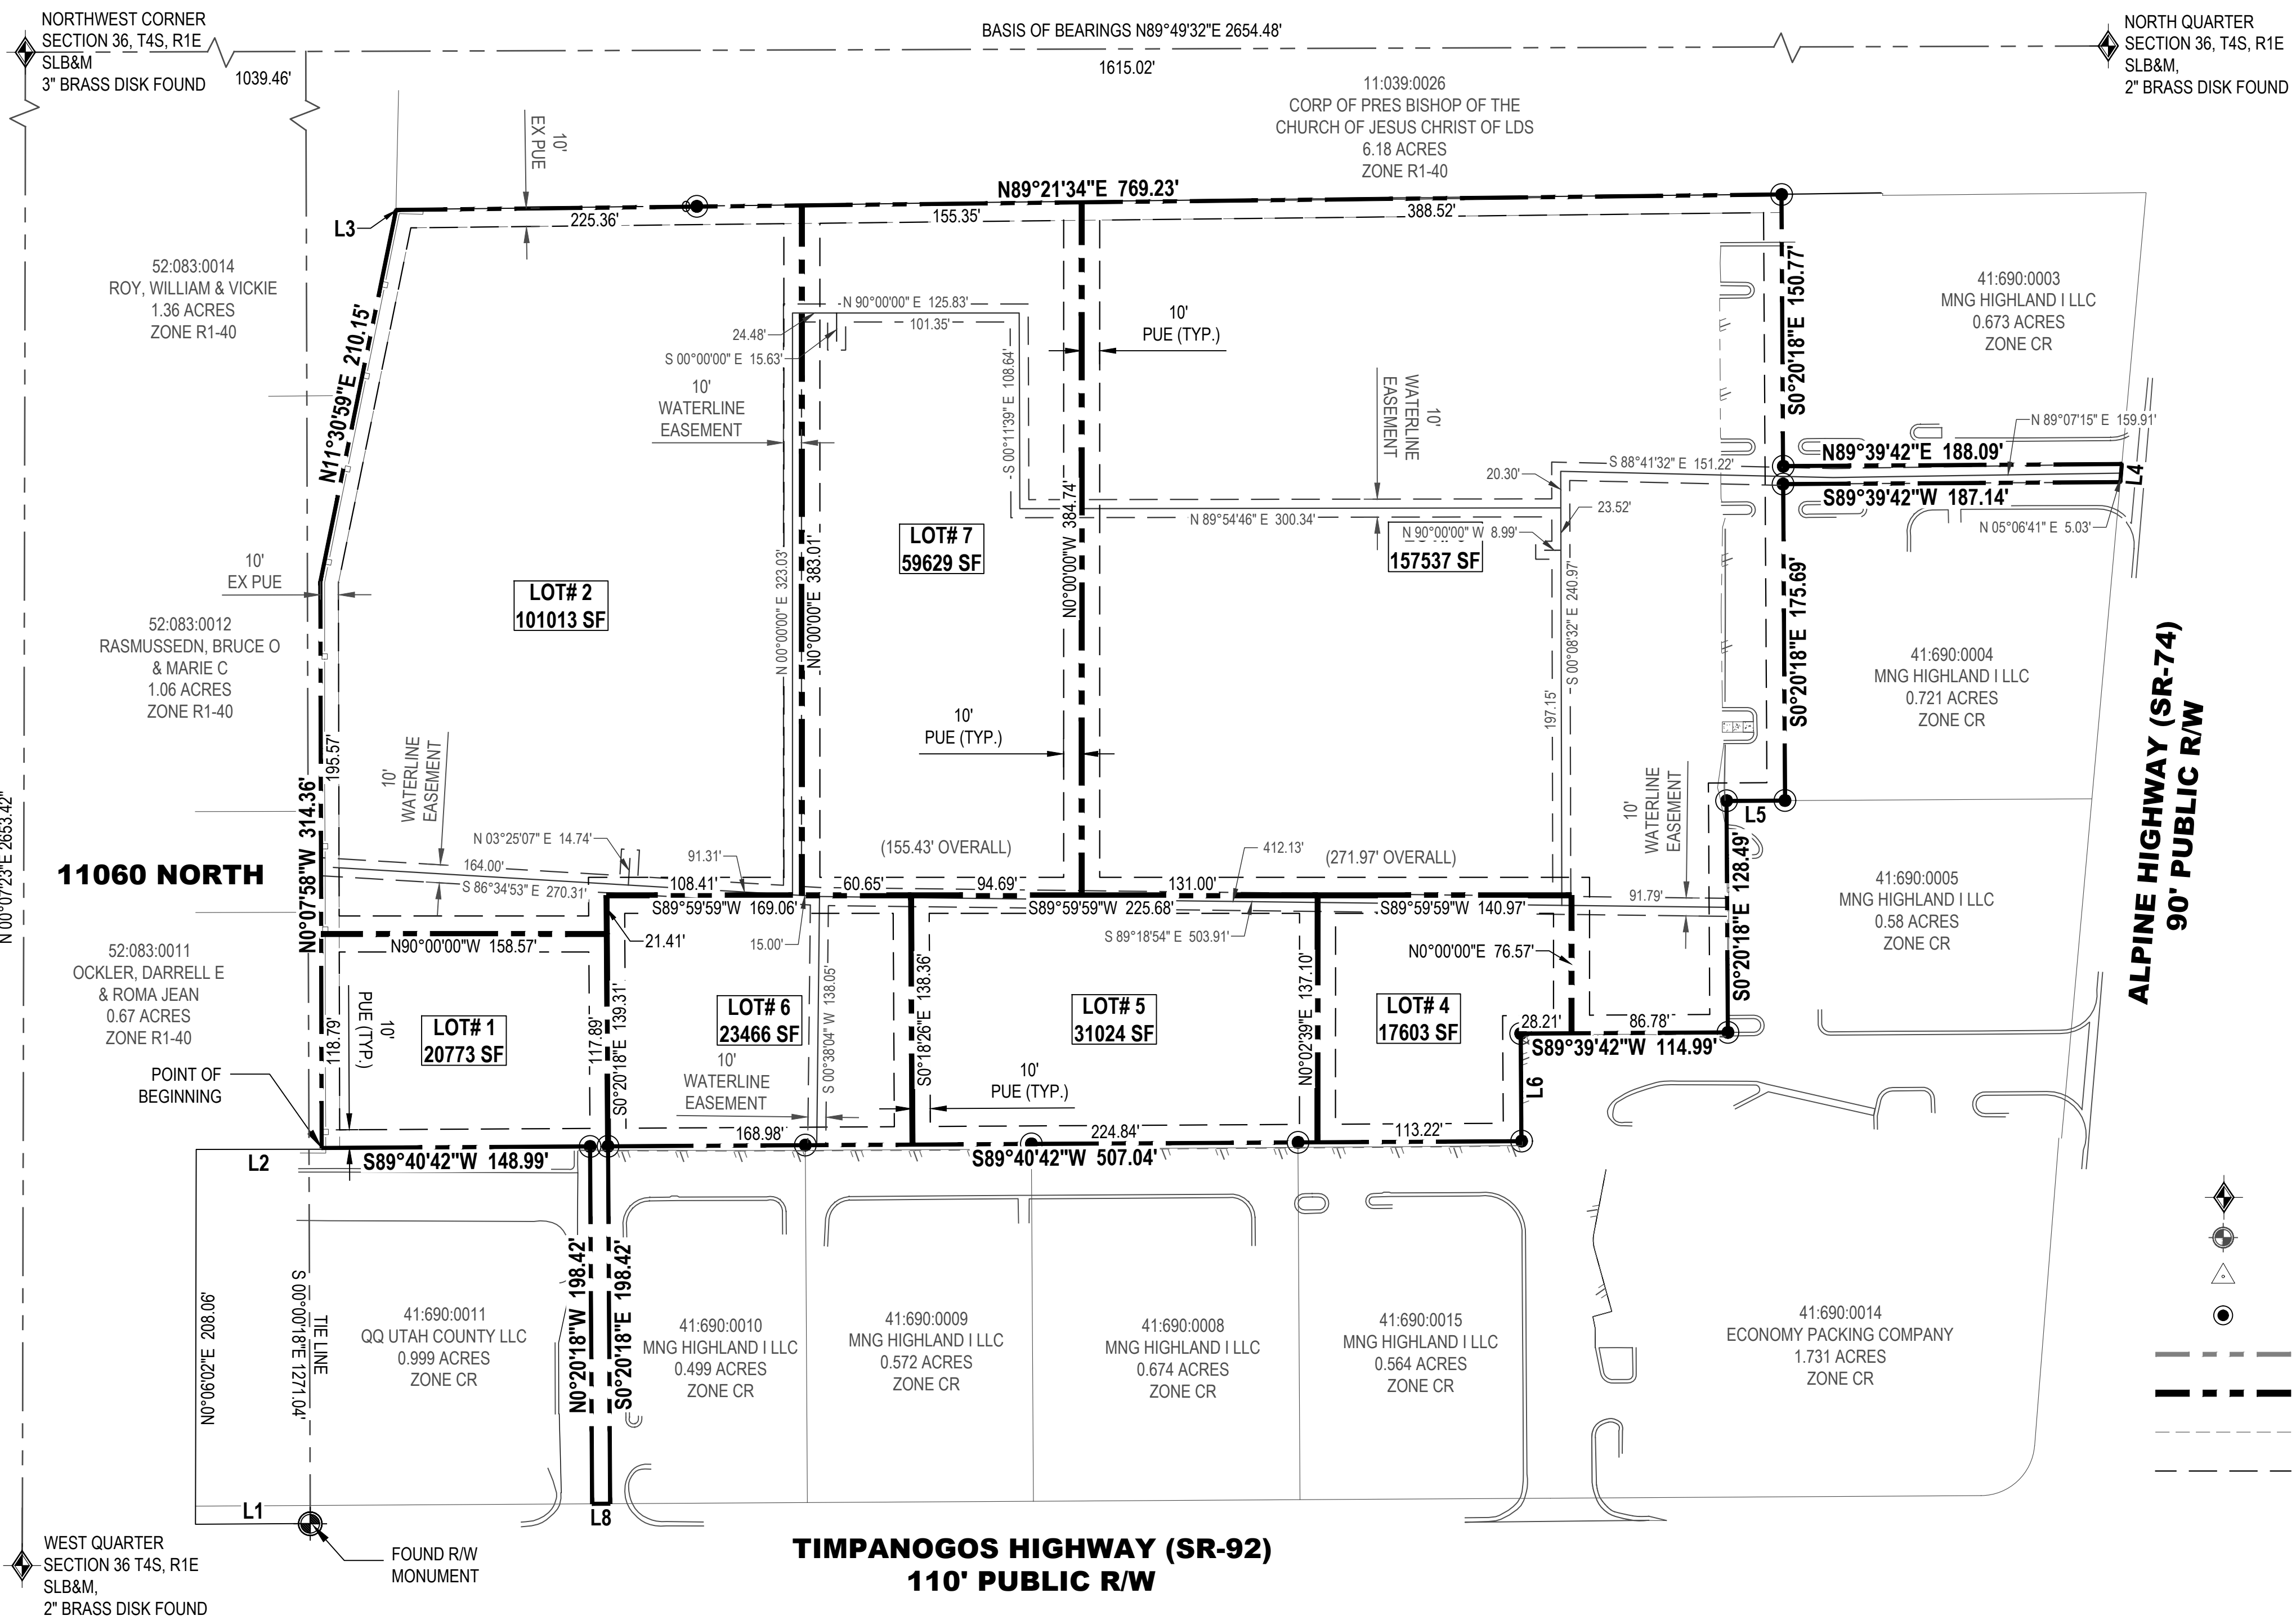 NORTHWEST CORNER
SECTION 36, T4S, R1E
SLB&M
3" BRASS DISK FOUND
1039.46'
BASIS OF BEARINGS N89°49'32"E 2654.48'
1615.02'
NORTH QUARTER
SECTION 36, T4S, R1E
SLB&M,
2" BRASS DISK FOUND
11:039:0026
CORP OF PRES BISHOP OF THE
CHURCH OF JESUS CHRIST OF LDS
6.18 ACRES
ZONE R1-40
10'
EX PUE
N89°21'34"E 769.23'
L3
225.36'
155.35'
388.52'
52:083:0014
ROY, WILLIAM & VICKIE
1.36 ACRES
ZONE R1-40
N11°30'59"E 210.15'
N 90°00'00" E 125.83'
101.35'
24.48'
S 00°00'00" E 15.63'
10'
WATERLINE
EASEMENT
S 00°11'39" E 108.64'
10'
PUE (TYP.)
10'
WATERLINE
EASEMENT
S0°20'18"E 150.77'
41:690:0003
MNG HIGHLAND I LLC
0.673 ACRES
ZONE CR
N 89°07'15" E 159.91'
N89°39'42"E 188.09'
S89°39'42"W 187.14'
L4
N 05°06'41" E 5.03'
20.30'
S 88°41'32" E 151.22'
23.52'
N 89°54'46" E 300.34'
N 90°00'00" W 8.99'
157537 SF
LOT# 7
59629 SF
LOT# 2
101013 SF
N 00°00'00" E 323.03'
N0°00'00"E 383.01'
N0°00'00"W 384.74'
S 00°08'32" E 240.97'
197.15'
S0°20'18"E 175.69'
10'
EX PUE
52:083:0012
RASMUSSEDN, BRUCE O
& MARIE C
1.06 ACRES
ZONE R1-40
41:690:0004
MNG HIGHLAND I LLC
0.721 ACRES
ZONE CR
ALPINE HIGHWAY (SR-74)
90' PUBLIC R/W
10'
PUE (TYP.)
195.57'
10'
WATERLINE
EASEMENT
N0°07'58"W 314.36'
N 00°07'23"E 2653.42'
11060 NORTH
N 03°25'07" E 14.74'
164.00'
S 86°34'53" E 270.31'
91.31'
108.41'
(155.43' OVERALL)
60.65'
94.69'
412.13'
(271.97' OVERALL)
131.00'
10'
WATERLINE
EASEMENT
91.79'
L5
S0°20'18"E 128.49'
41:690:0005
MNG HIGHLAND I LLC
0.58 ACRES
ZONE CR
S89°59'59"W 169.06'
S89°59'59"W 225.68'
S89°59'59"W 140.97'
N90°00'00"W 158.57'
21.41'
15.00'
S 89°18'54" E 503.91'
N0°00'00"E 76.57'
52:083:0011
OCKLER, DARRELL E
& ROMA JEAN
0.67 ACRES
ZONE R1-40
118.79'
10'
PUE (TYP.)
LOT# 1
20773 SF
117.89'
S0°20'18"E 139.31'
LOT# 6
23466 SF
S 00°38'04" W 138.05'
10'
WATERLINE
EASEMENT
S0°18'26"E 138.36'
LOT# 5
31024 SF
10'
PUE (TYP.)
N0°02'39"E 137.10'
LOT# 4
17603 SF
28.21'
86.78'
S89°39'42"W 114.99'
L6
POINT OF
BEGINNING
L2
S89°40'42"W 148.99'
168.98'
224.84'
113.22'
S89°40'42"W 507.04'
N0°06'02"E 208.06'
S 00°00'18"E 1271.04'
TIE LINE
41:690:0011
QQ UTAH COUNTY LLC
0.999 ACRES
ZONE CR
N0°20'18"W 198.42'
S0°20'18"E 198.42'
41:690:0010
MNG HIGHLAND I LLC
0.499 ACRES
ZONE CR
41:690:0009
MNG HIGHLAND I LLC
0.572 ACRES
ZONE CR
41:690:0008
MNG HIGHLAND I LLC
0.674 ACRES
ZONE CR
41:690:0015
MNG HIGHLAND I LLC
0.564 ACRES
ZONE CR
41:690:0014
ECONOMY PACKING COMPANY
1.731 ACRES
ZONE CR
L1
L8
WEST QUARTER
SECTION 36 T4S, R1E
SLB&M,
2" BRASS DISK FOUND
FOUND R/W
MONUMENT
TIMPANOGOS HIGHWAY (SR-92)
110' PUBLIC R/W